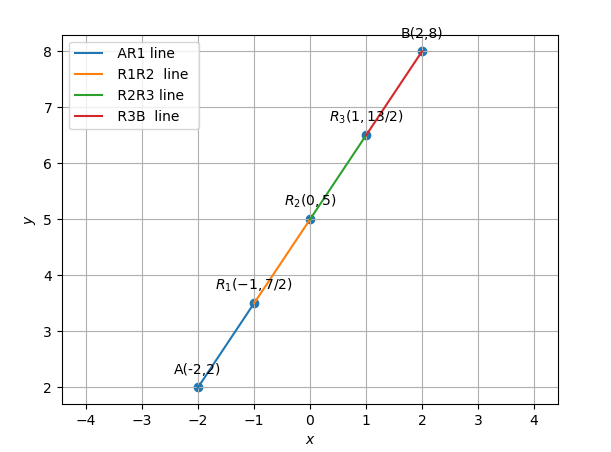 B(2,8)
8
AR1 line
R1R2 line
R2R3 line
R3B line
7
R₃(1, 13/2)
6
R₂(0, 5)
5
y
4
R₁(−1, 7/2)
3
A(-2,2)
2
−4 −3 −2 −1 0 1 2 3 4
x